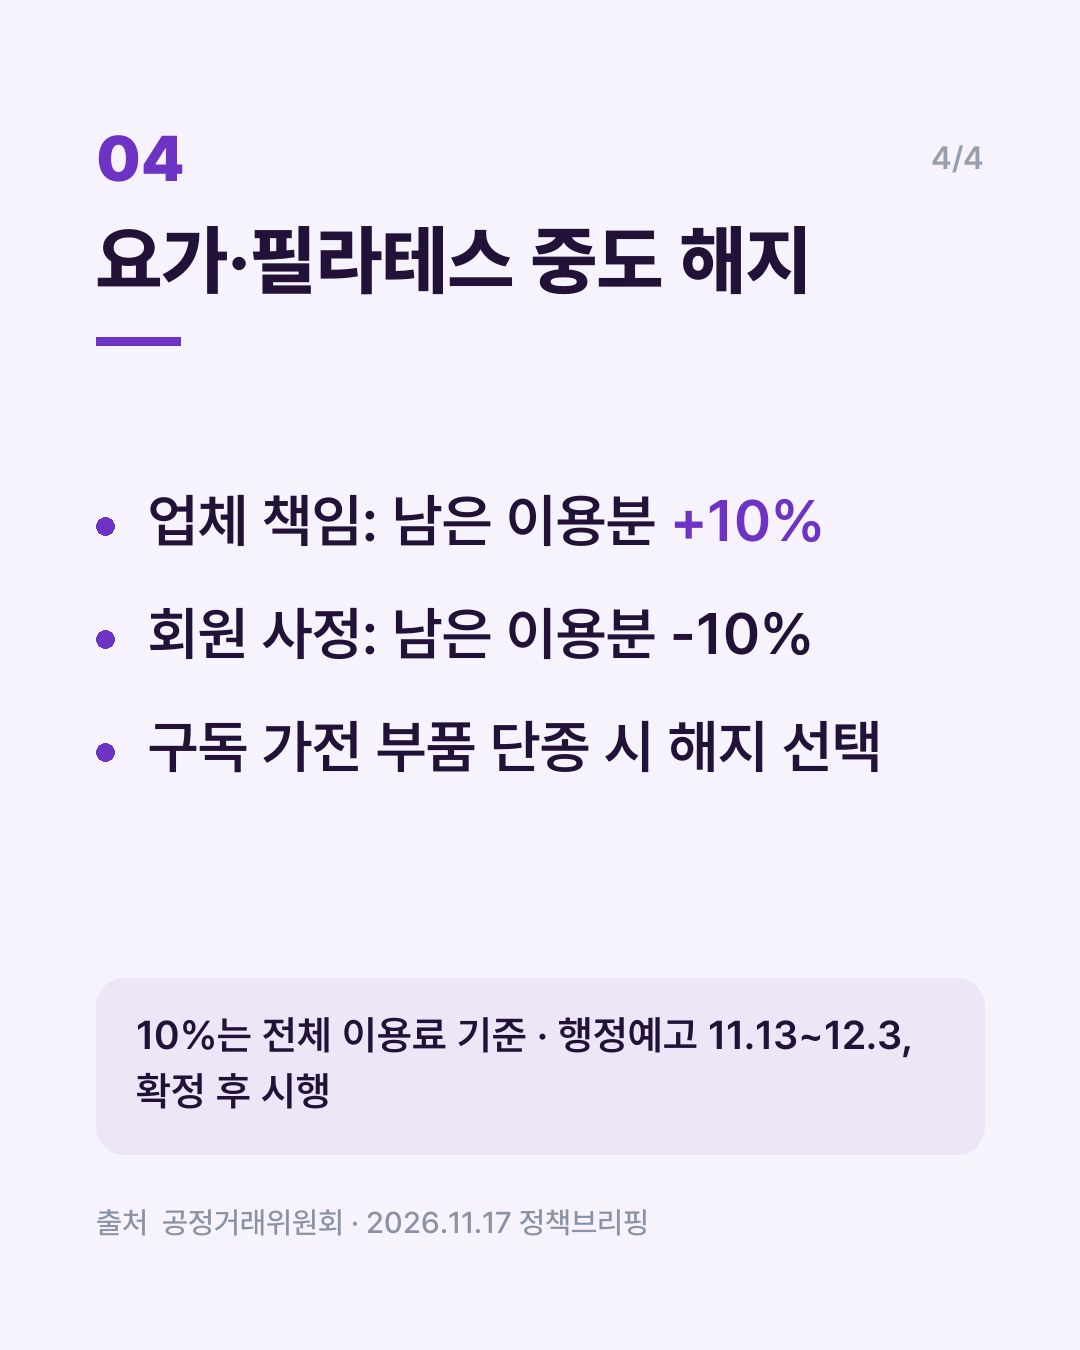 04
4/4
요가·필라테스 중도 해지
• 업체 책임: 남은 이용분 +10%
• 회원 사정: 남은 이용분 -10%
• 구독 가전 부품 단종 시 해지 선택
10%는 전체 이용료 기준 · 행정예고 11.13~12.3,
확정 후 시행
출처 공정거래위원회 · 2026.11.17 정책브리핑